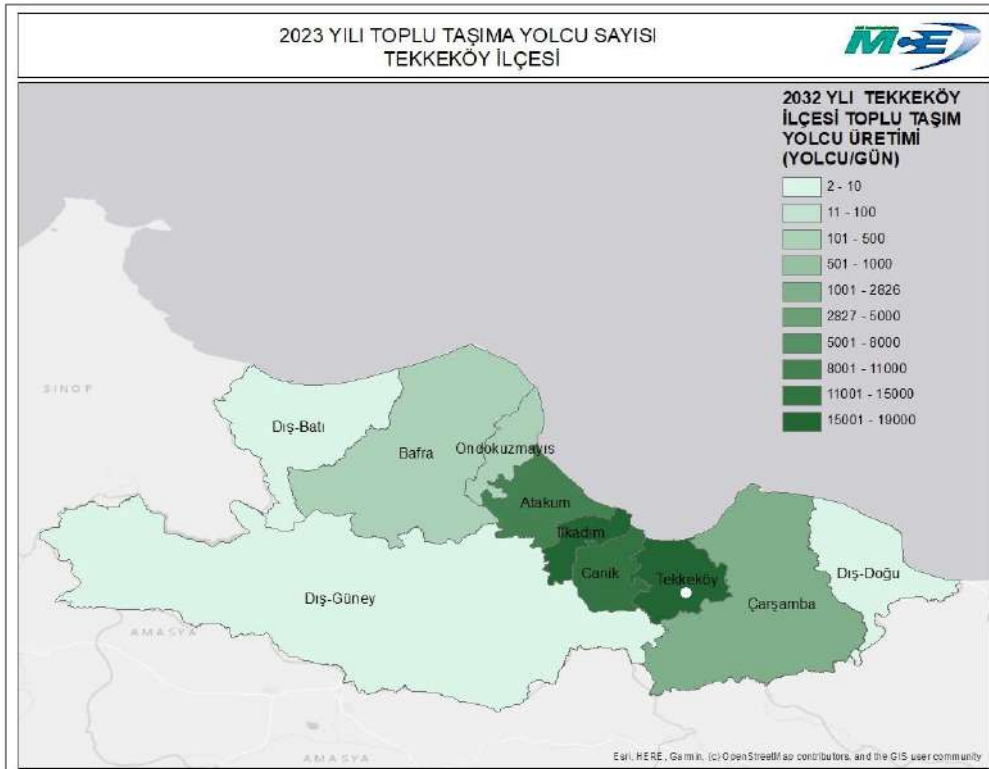 2023 YILI TOPLU TAŞIMA YOLCU SAYISI
TEKKEKÖY İLÇESİ
MCE
2032 YLI TEKKEKÖY
İLÇESİ TOPLU TAŞIM
YOLCU ÜRETİMİ
(YOLCU/GÜN)
2 - 10
11 - 100
101 - 500
501 - 1000
1001 - 2826
2827 - 5000
5001 - 8000
8001 - 11000
11001 - 15000
15001 - 19000
SINOP
Dış-Batı
Bafra
Ondokuzmayıs
Atakum
İlkadım
Canik
Tekkeköy
Dış-Doğu
Dış-Güney
Çarşamba
AMASYA
AMASYA
Esri, HERE, Garmin, (c) OpenStreetMap contributors, and the GIS user community